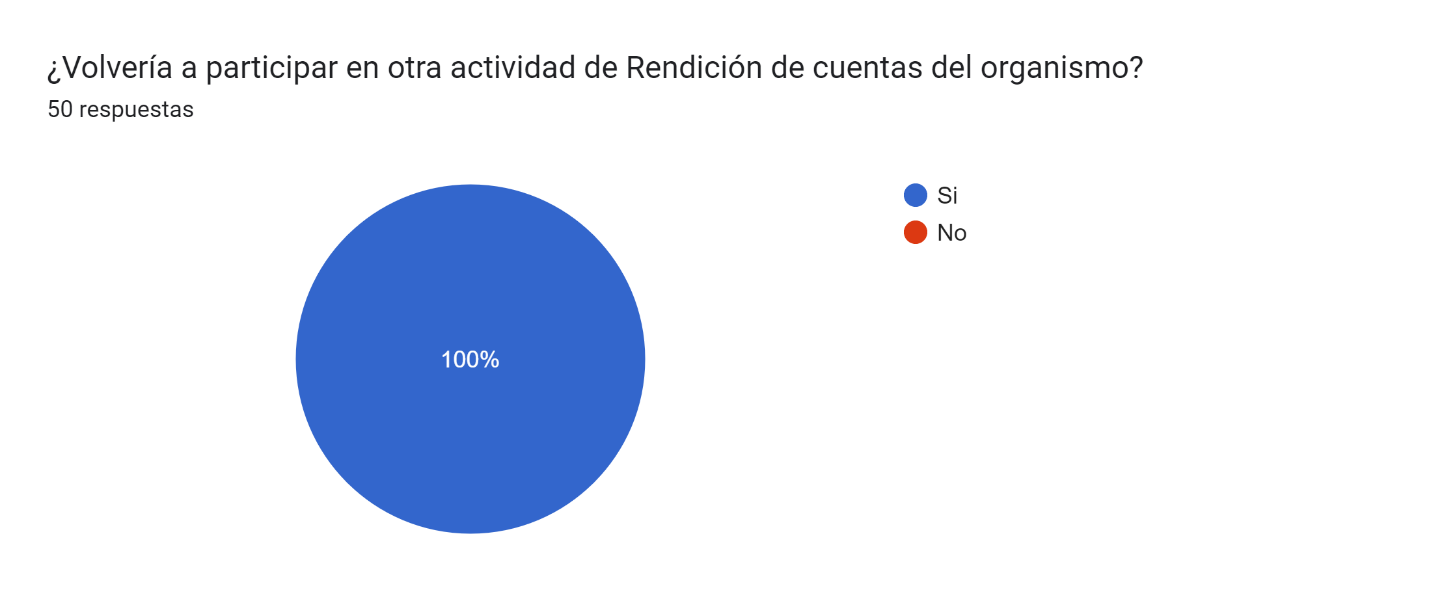 ¿Volvería a participar en otra actividad de Rendición de cuentas del organismo?
50 respuestas
100%
Si
No